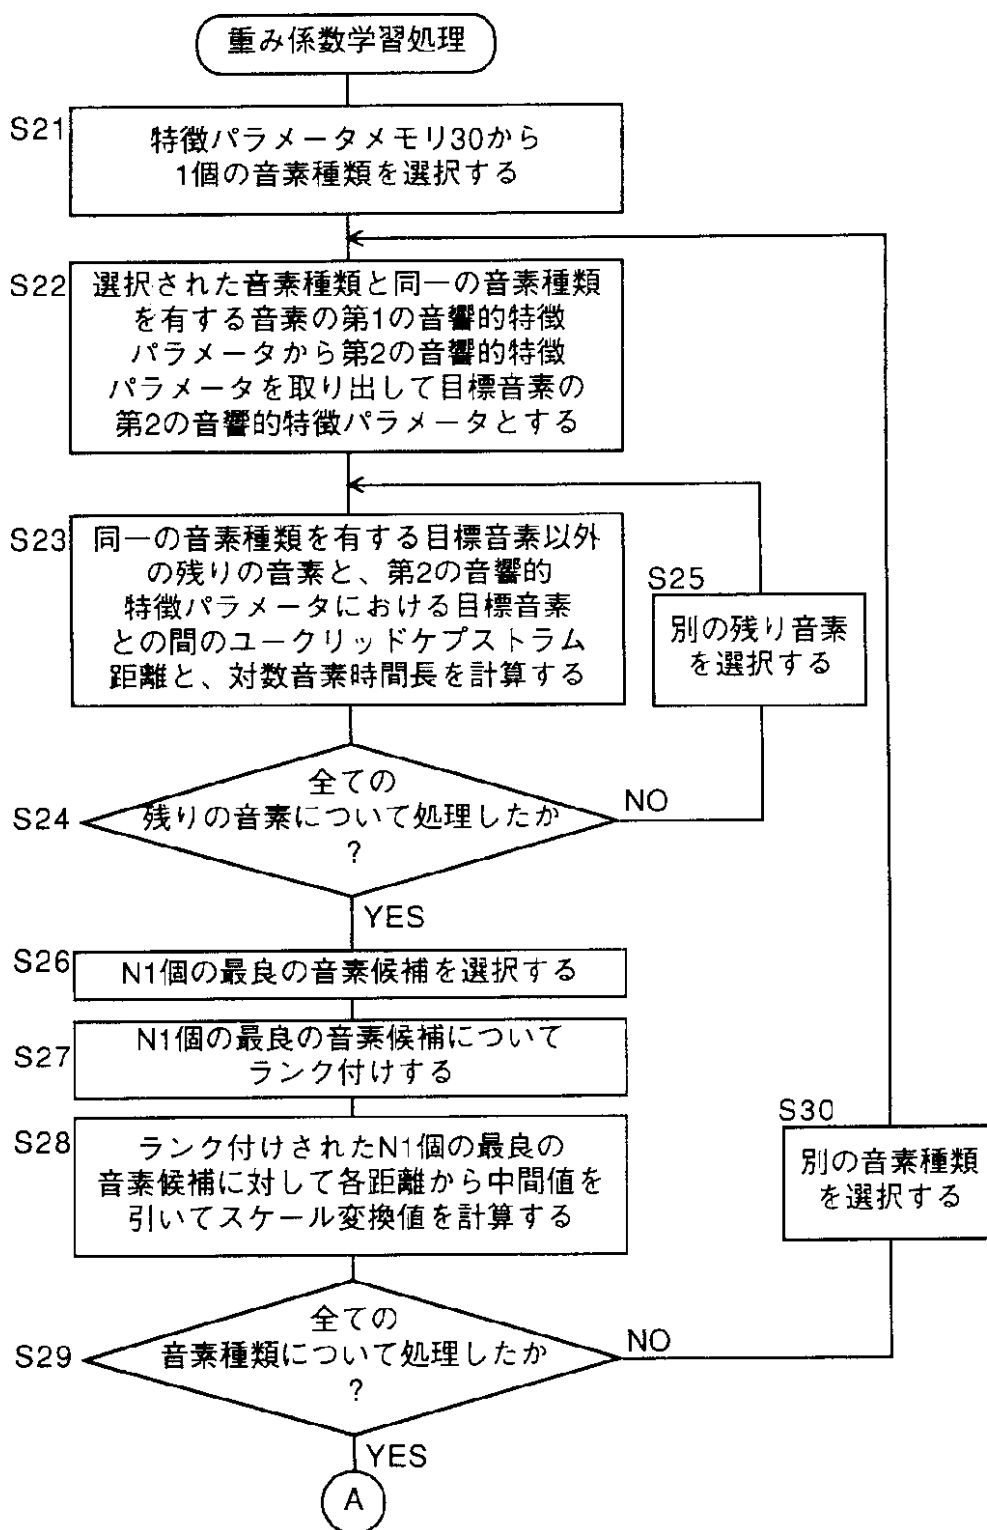 重み係数学習処理
S21
特徴パラメータメモリ30から
1個の音素種類を選択する
S22
選択された音素種類と同一の音素種類
を有する音素の第1の音響的特徴
パラメータから第2の音響的特徴
パラメータを取り出して目標音素の
第2の音響的特徴パラメータとする
S23
同一の音素種類を有する目標音素以外
の残りの音素と、第2の音響的
特徴パラメータにおける目標音素
との間のユークリッドケプストラム
距離と、対数音素時間長を計算する
S25
別の残り音素
を選択する
S24
全ての
残りの音素について処理したか
?
NO
YES
S26
N1個の最良の音素候補を選択する
S27
N1個の最良の音素候補について
ランク付けする
S28
ランク付けされたN1個の最良の
音素候補に対して各距離から中間値を
引いてスケール変換値を計算する
S30
別の音素種類
を選択する
S29
全ての
音素種類について処理したか
?
NO
YES
A